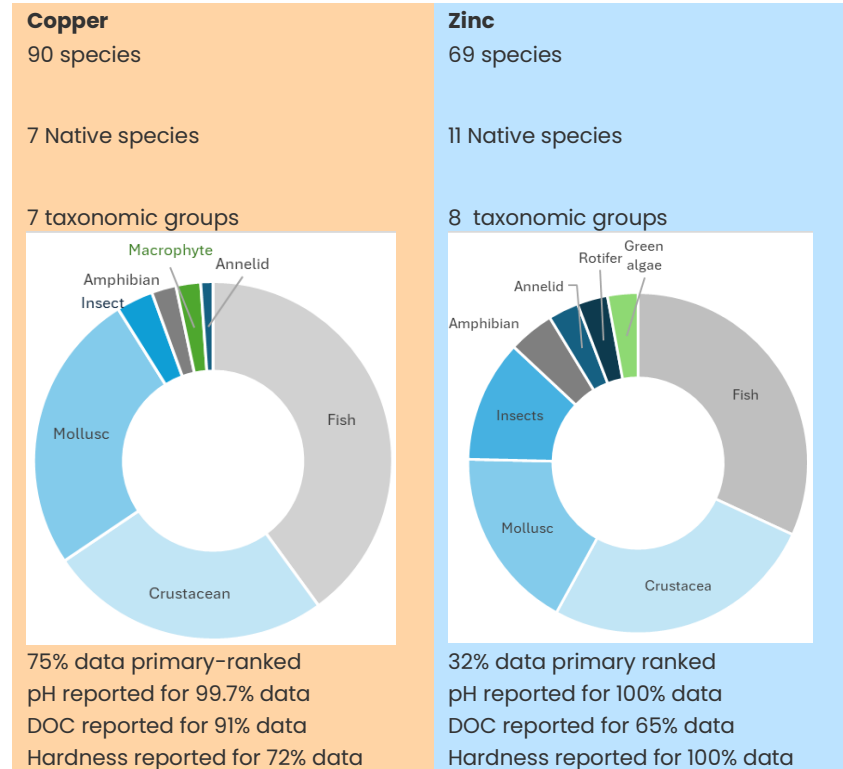 Copper
90 species
7 Native species
7 taxonomic groups
Macrophyte
Annelid
Amphibian
Insect
Fish
Mollusc
Crustacean
75% data primary-ranked
pH reported for 99.7% data
DOC reported for 91% data
Hardness reported for 72% data
Zinc
69 species
11 Native species
8 taxonomic groups
Green
algae
Rotifer
Annelid
Amphibian
Fish
Insects
Mollusc
Crustacea
32% data primary ranked
pH reported for 100% data
DOC reported for 65% data
Hardness reported for 100% data